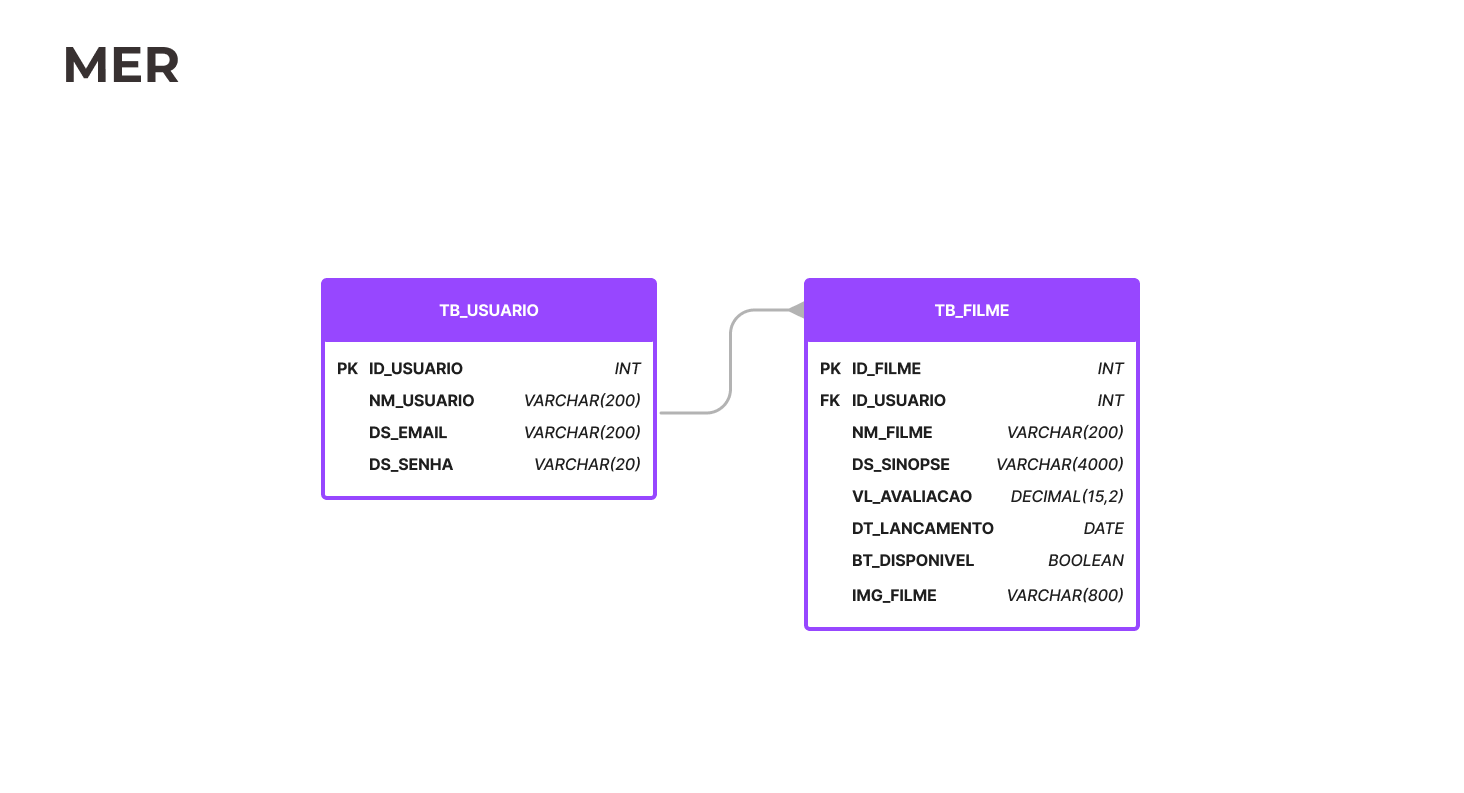 MER
TB_USUARIO
PK ID_USUARIO INT
NM_USUARIO VARCHAR(200)
DS_EMAIL VARCHAR(200)
DS_SENHA VARCHAR(20)
TB_FILME
PK ID_FILME INT
FK ID_USUARIO INT
NM_FILME VARCHAR(200)
DS_SINOPSE VARCHAR(4000)
VL_AVALIACAO DECIMAL(15,2)
DT_LANCAMENTO DATE
BT_DISPONIVEL BOOLEAN
IMG_FILME VARCHAR(800)